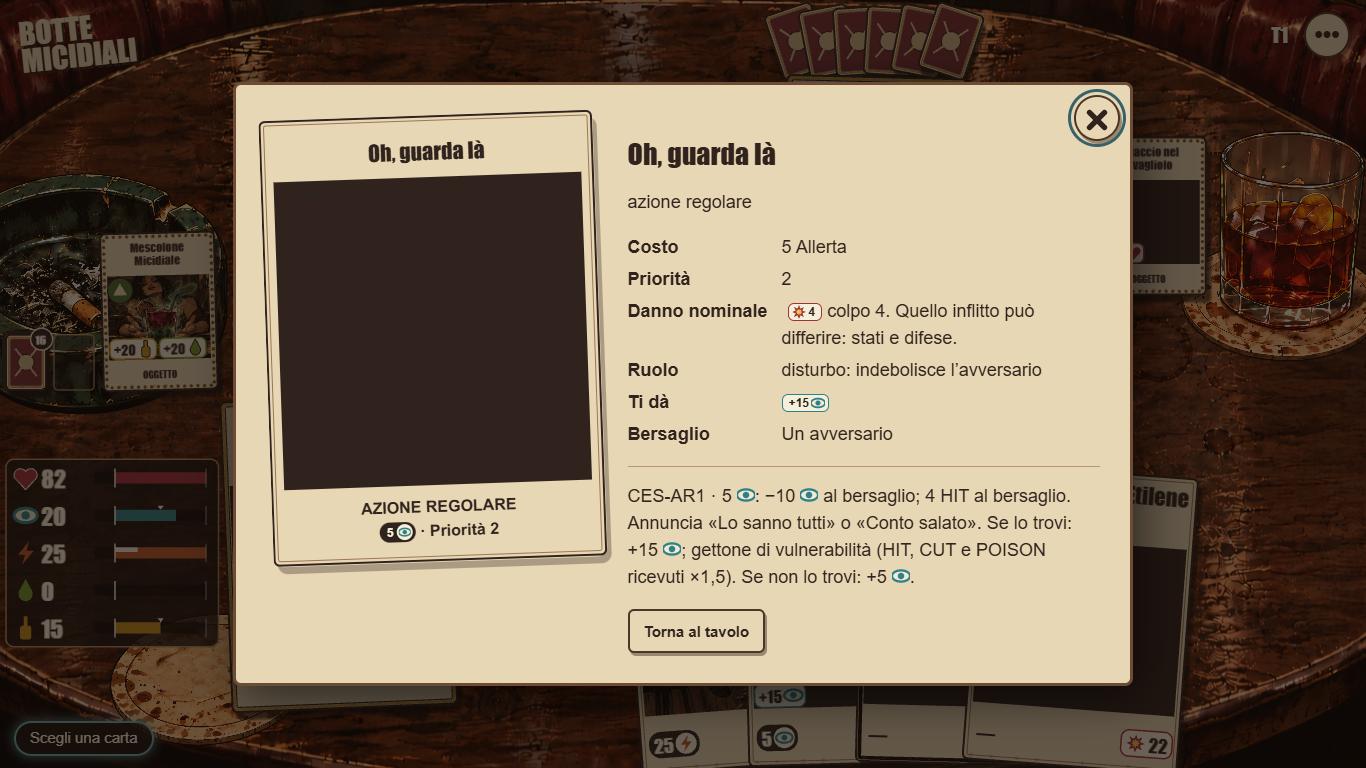 BOTTE
MICIDIALI
T1
Oh, guarda là
AZIONE REGOLARE
5 · Priorità 2
Oh, guarda là
azione regolare
Costo 5 Allerta
Priorità 2
Danno nominale 4 colpo 4. Quello inflitto può
differire: stati e difese.
Ruolo disturbo: indebolisce l’avversario
Ti dà +15
Bersaglio Un avversario
CES-AR1 · 5 : −10 al bersaglio; 4 HIT al bersaglio.
Annuncia «Lo sanno tutti» o «Conto salato». Se lo trovi:
+15 ; gettone di vulnerabilità (HIT, CUT e POISON
ricevuti ×1,5). Se non lo trovi: +5 .
Torna al tavolo
Mescolone
Micidiale
+20 +20
OGGETTO
16
82
20
25
0
15
Scegli una carta
accio nel
vagliolo
OGGETTO
Etilene
25
+15
5
22